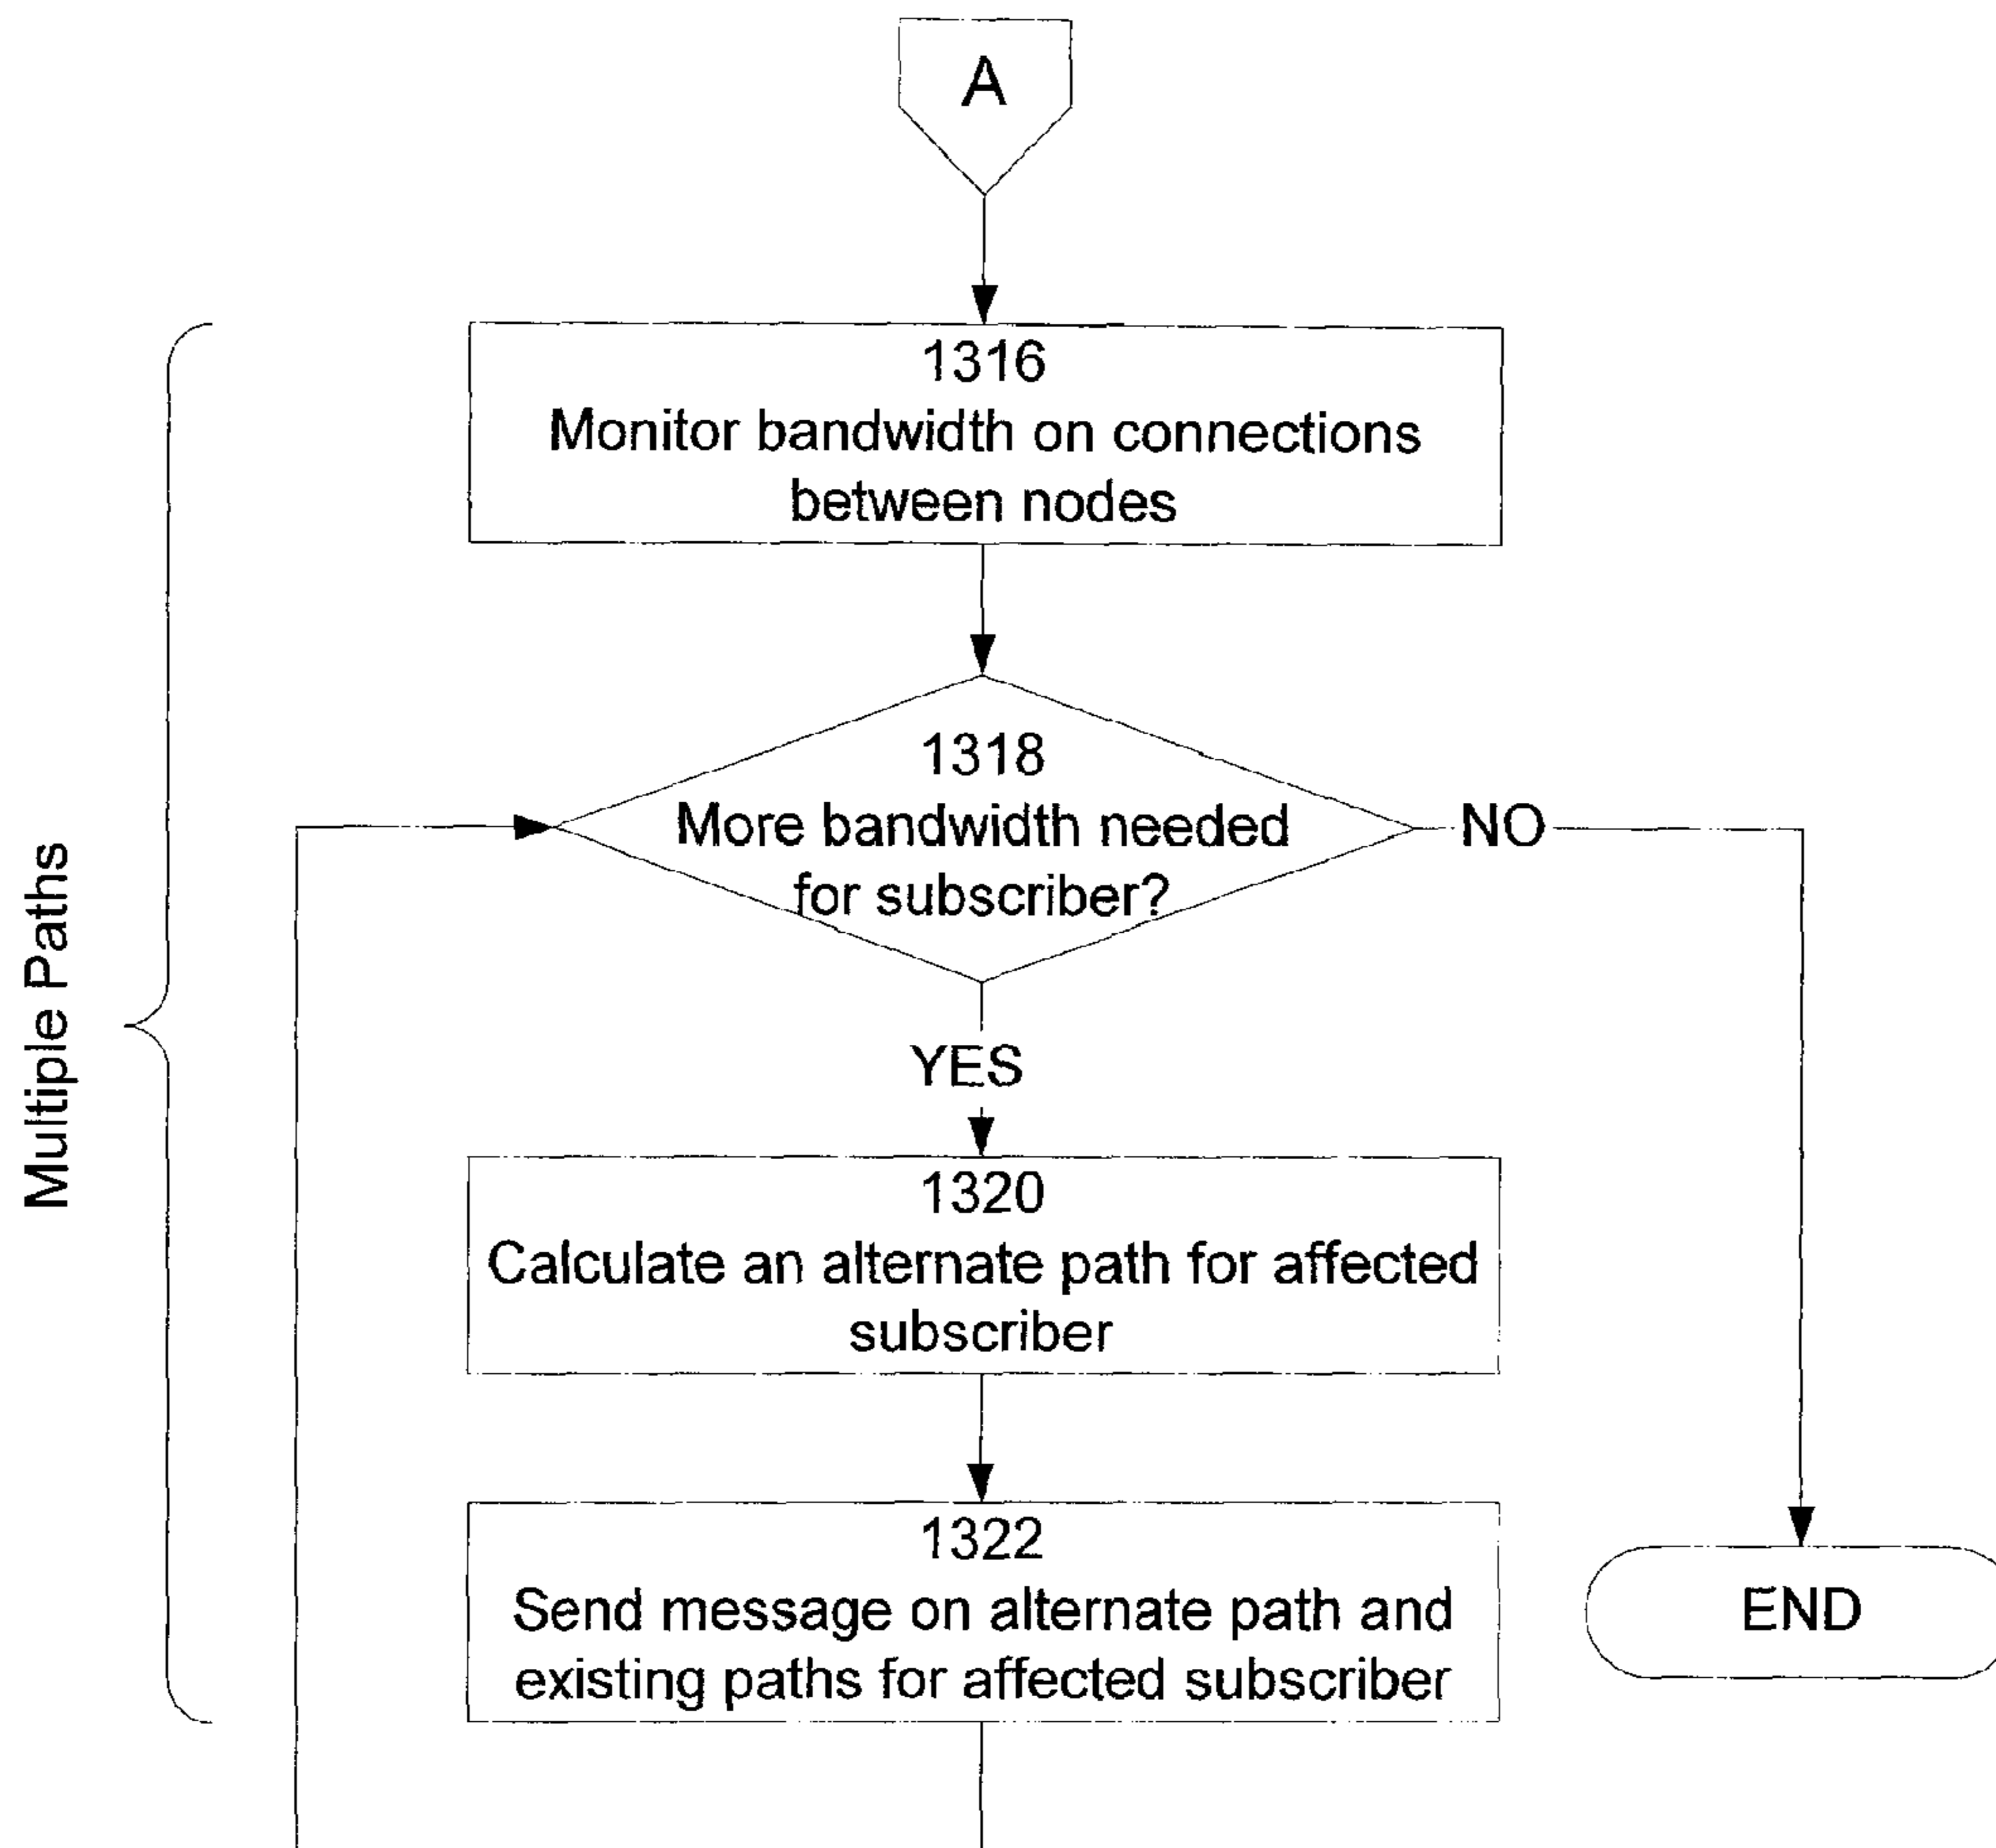 A
1316
Monitor bandwidth on connections
between nodes
Multiple Paths
1318
More bandwidth needed
for subscriber?
NO
YES
1320
Calculate an alternate path for affected
subscriber
1322
Send message on alternate path and
existing paths for affected subscriber
END